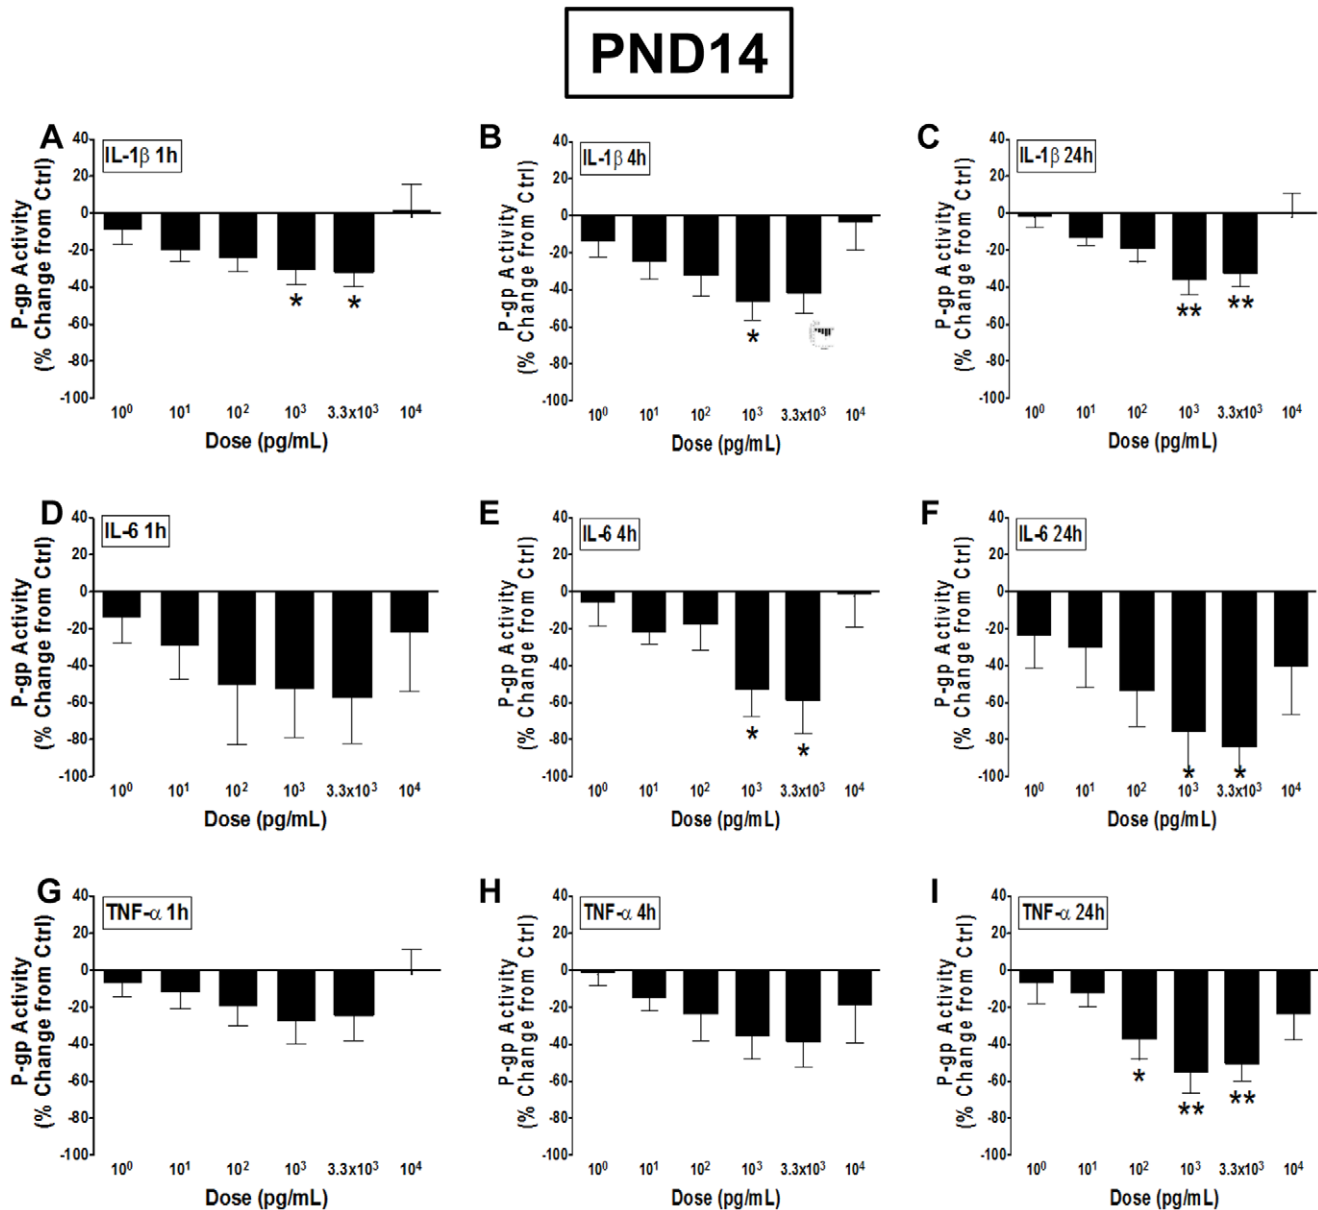 PND14
A
IL-1β 1h
P-gp Activity
(% Change from Ctrl)
40
20
0
-20
-40
-60
-80
-100
* *
10⁰ 10¹ 10² 10³ 3.3x10³ 10⁴
Dose (pg/mL)
B
IL-1β 4h
P-gp Activity
(% Change from Ctrl)
40
20
0
-20
-40
-60
-80
-100
*
10⁰ 10¹ 10² 10³ 3.3x10³ 10⁴
Dose (pg/mL)
C
IL-1β 24h
P-gp Activity
(% Change from Ctrl)
40
20
0
-20
-40
-60
-80
-100
** **
10⁰ 10¹ 10² 10³ 3.3x10³ 10⁴
Dose (pg/mL)
D
IL-6 1h
P-gp Activity
(% Change from Ctrl)
40
20
0
-20
-40
-60
-80
-100
10⁰ 10¹ 10² 10³ 3.3x10³ 10⁴
Dose (pg/mL)
E
IL-6 4h
P-gp Activity
(% Change from Ctrl)
40
20
0
-20
-40
-60
-80
-100
* *
10⁰ 10¹ 10² 10³ 3.3x10³ 10⁴
Dose (pg/mL)
F
IL-6 24h
P-gp Activity
(% Change from Ctrl)
40
20
0
-20
-40
-60
-80
-100
* *
10⁰ 10¹ 10² 10³ 3.3x10³ 10⁴
Dose (pg/mL)
G
TNF-α 1h
P-gp Activity
(% Change from Ctrl)
40
20
0
-20
-40
-60
-80
-100
10⁰ 10¹ 10² 10³ 3.3x10³ 10⁴
Dose (pg/mL)
H
TNF-α 4h
P-gp Activity
(% Change from Ctrl)
40
20
0
-20
-40
-60
-80
-100
10⁰ 10¹ 10² 10³ 3.3x10³ 10⁴
Dose (pg/mL)
I
TNF-α 24h
P-gp Activity
(% Change from Ctrl)
40
20
0
-20
-40
-60
-80
-100
* ** **
10⁰ 10¹ 10² 10³ 3.3x10³ 10⁴
Dose (pg/mL)